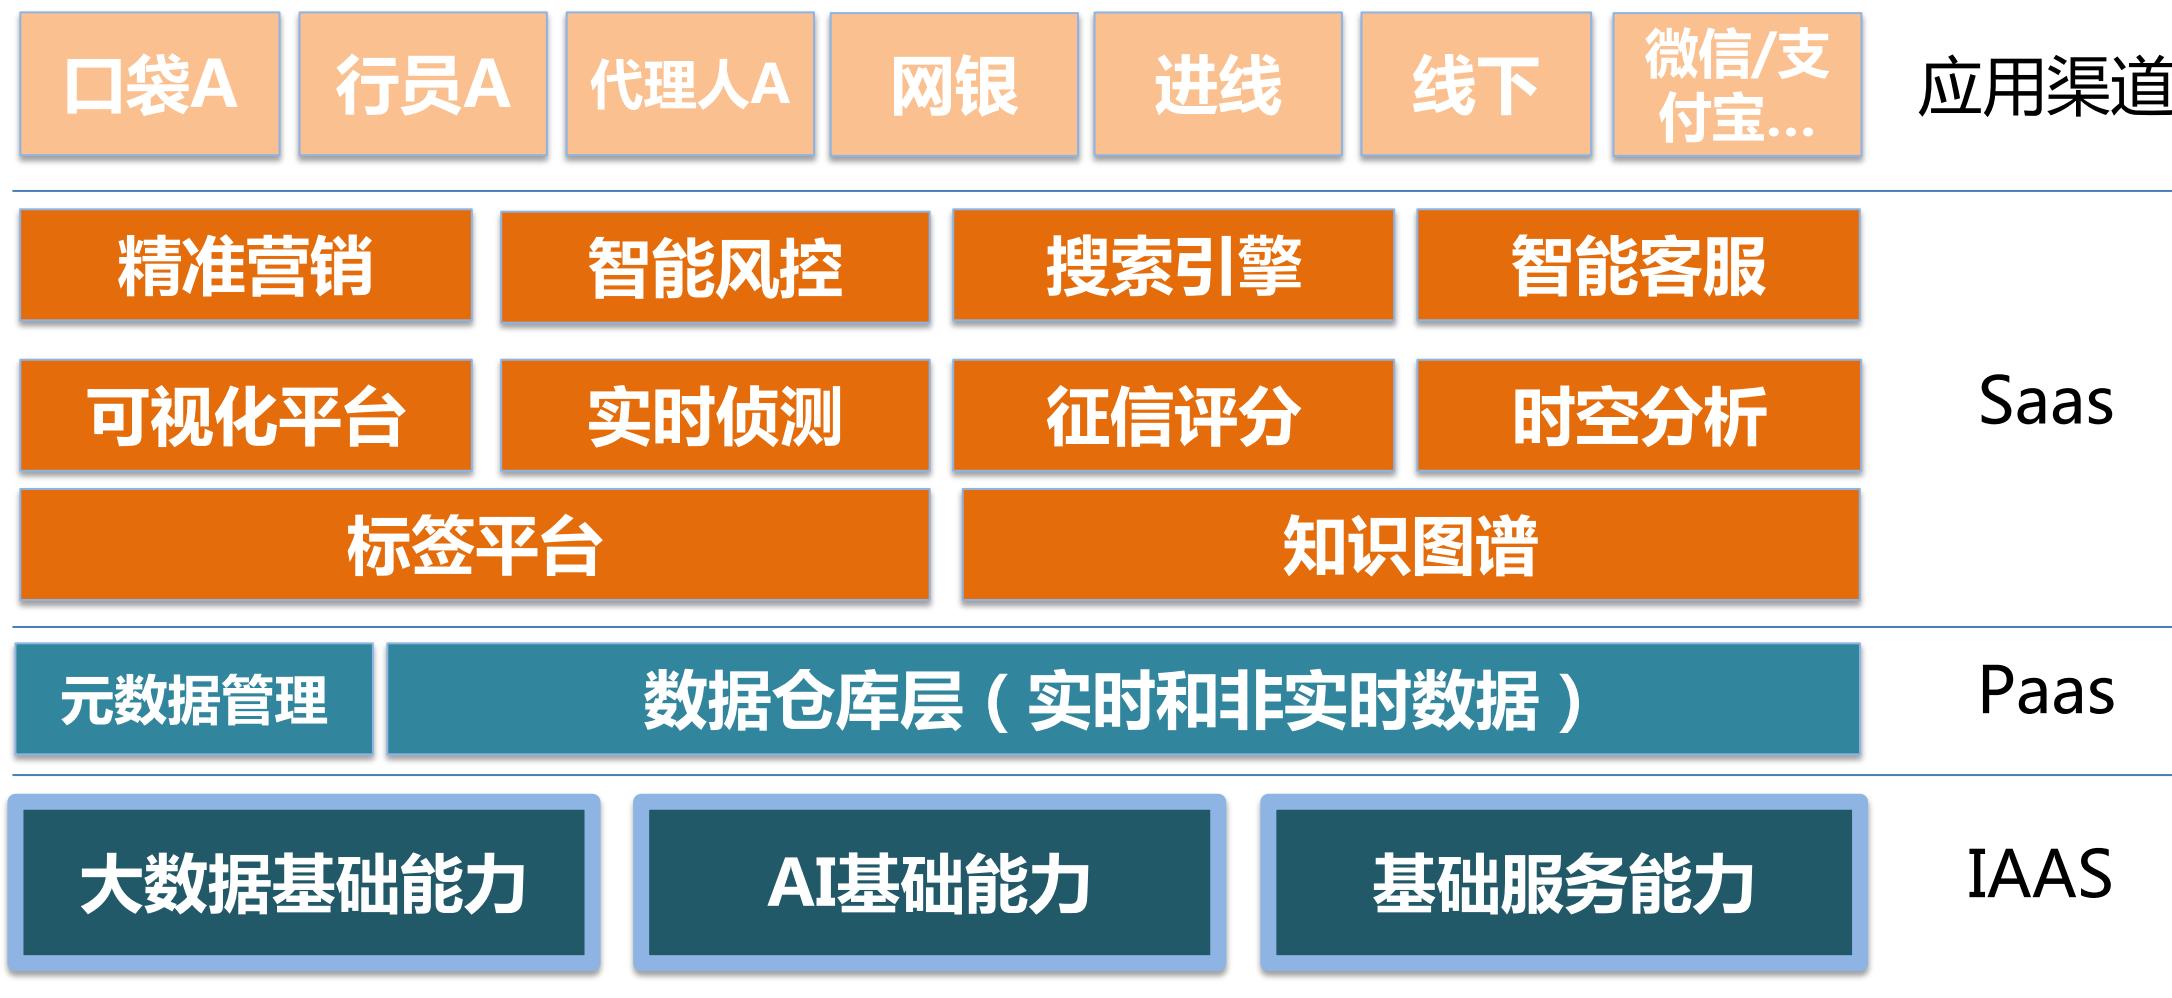 口袋A
行员A
代理人A
网银
进线
线下
微信/支
付宝...
应用渠道
精准营销
智能风控
搜索引擎
智能客服
可视化平台
实时侦测
征信评分
时空分析
Saas
标签平台
知识图谱
元数据管理
数据仓库层（实时和非实时数据）
Paas
大数据基础能力
AI基础能力
基础服务能力
IAAS